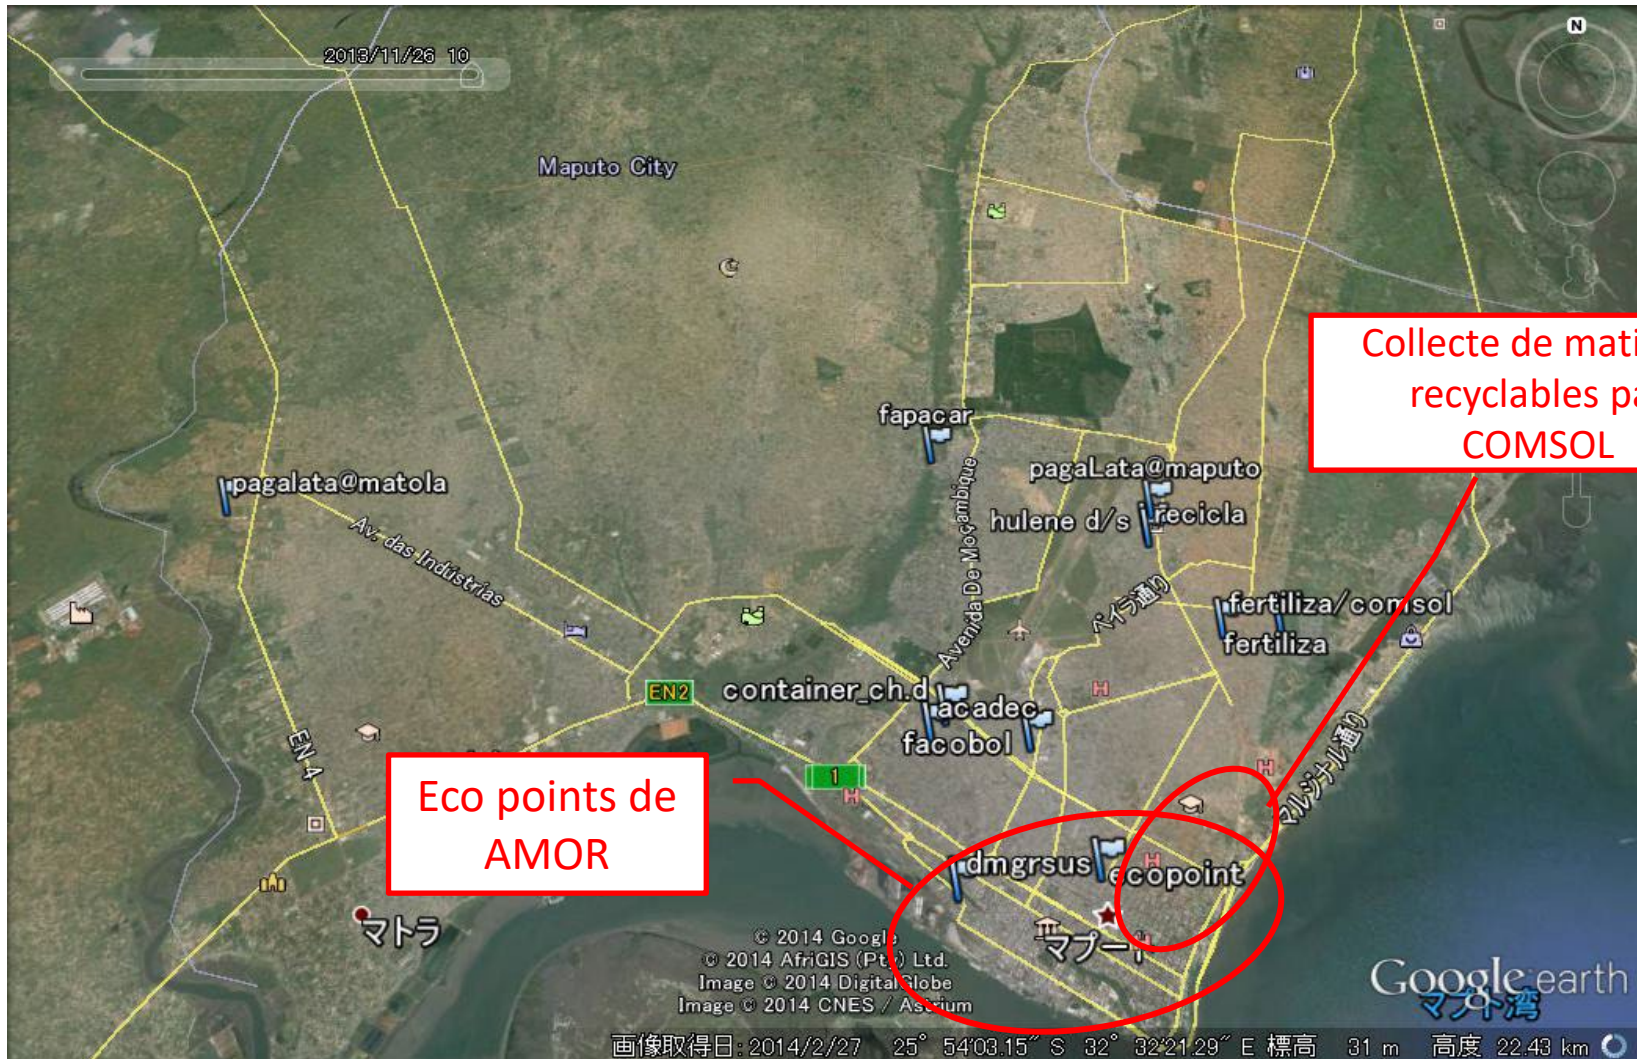 2013/11/26 10
N
Maputo City
Collecte de mati
recyclables pa
COMSOL
fapacar
pagaLata@maputo
pagalata@matola
hulene d/s
recicla
Av. das Indústrias
Avenida De Moçambique
ベイラ通り
fertiliza/comsol
fertiliza
EN2
container_ch.d
acadec
facobol
EN 4
マルジナル通り
1
Eco points de
AMOR
dmgrsus
ecopoint
マトラ
マプート
© 2014 Google
© 2014 AfriGIS (Pty) Ltd.
Image © 2014 DigitalGlobe
Image © 2014 CNES / Astrium
Google earth
マプト湾
画像取得日: 2014/2/27 25° 54'03.15" S 32° 32'21.29" E 標高 31 m 高度 22.43 km